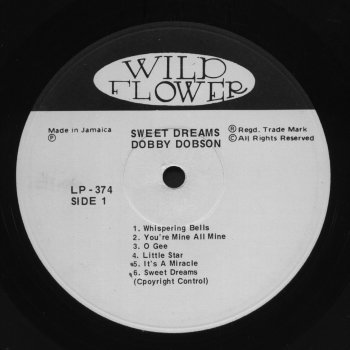 WILD
FLOWER
Made in Jamaica
Ⓟ
SWEET DREAMS
DOBBY DOBSON
® Regd. Trade Mark
© All Rights Reserved
LP - 374
SIDE 1
1. Whispering Bells
2. You're Mine All Mine
3. O Gee
4. Little Star
5. It's A Miracle
6. Sweet Dreams
(Cpoyright Control)